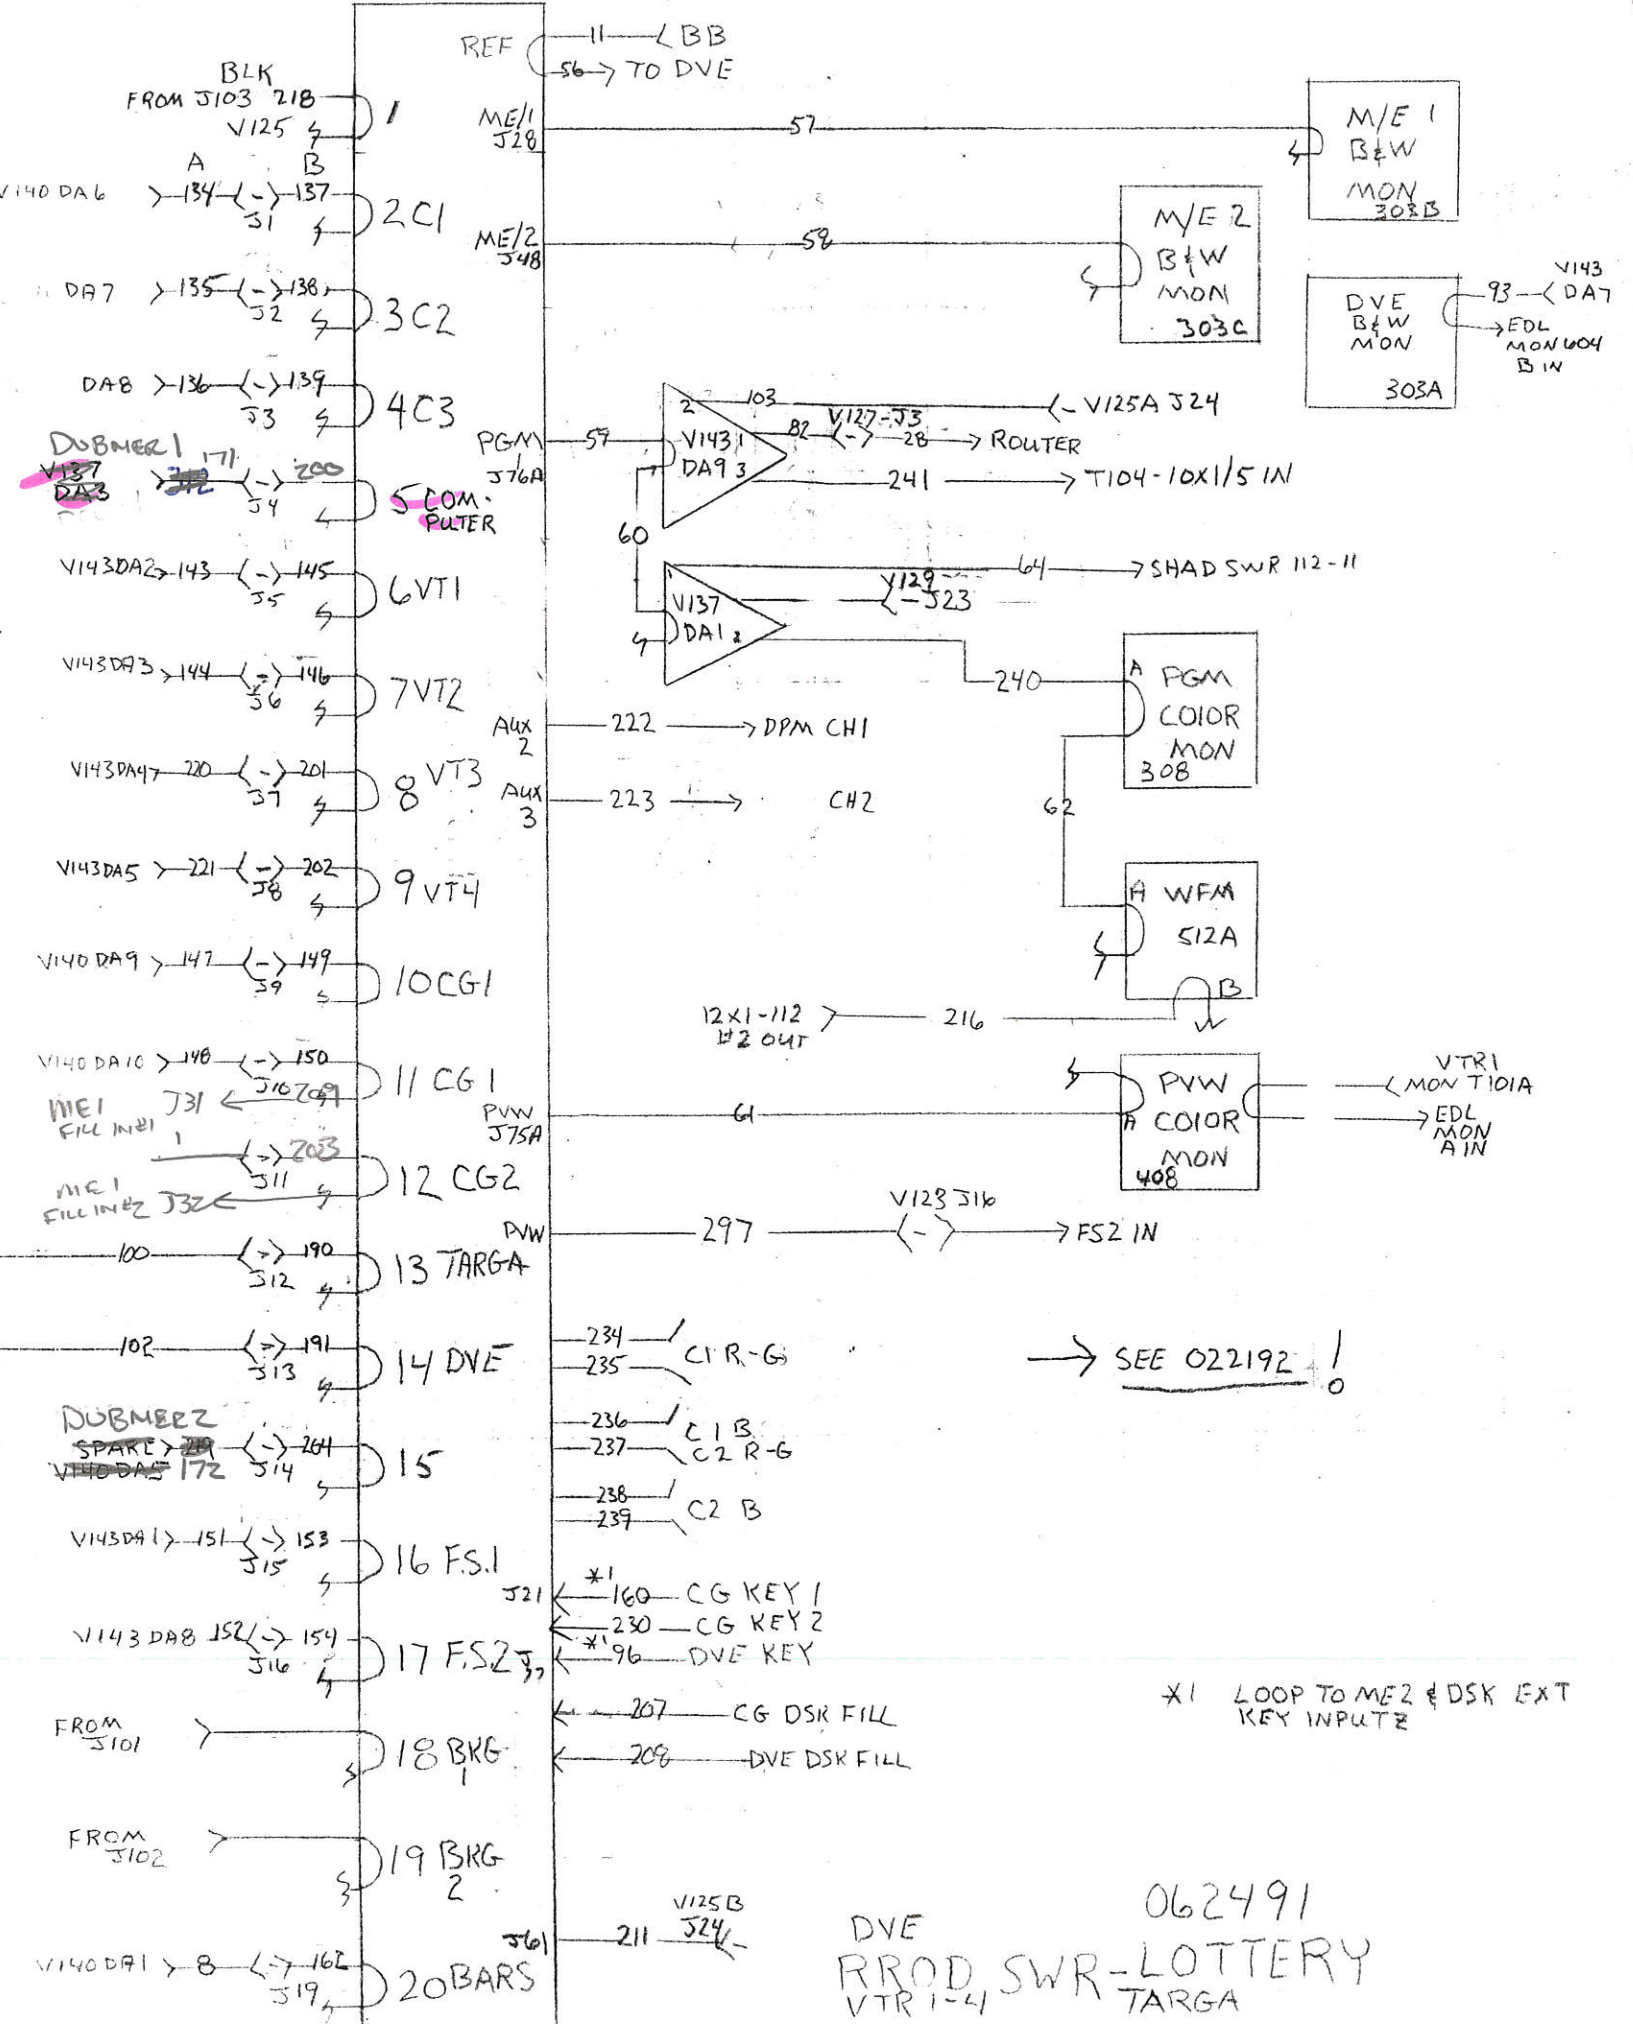 REF
11 < BB
56 → TO DVE
BLK
FROM J103 218
V125
1
A B
V140 DA6 134 J1 137
2 C1
DA7 135 J2 138
3 C2
DA8 136 J3 139
4 C3
DUBNER 1
V137
DA3
171 J4 200
5 COM-
PUTER
V143DA2 143 J5 145
6 VT1
V143DA3 144 J6 146
7 VT2
V143DA4 220 J7 201
8 VT3
V143DA5 221 J8 202
9 VT4
V140 DA9 147 J9 149
10 CG1
V140 DA10 148 J10 150
11 CG1
ME1
FILL IN#1
J31 209
J11 203
12 CG2
ME1
FILL IN#2 J32
100 J12 190
13 TARGA
102 J13 191
14 DVE
DUBNER2
SPARE 219 J14 204
V140DA5 172
15
V143DA1 151 J15 153
16 F.S.1
V143 DA8 152 J16 154
17 F.S.2
FROM
J101
18 BKG
1
FROM
J102
19 BKG
2
V140DA1 8 J19 162
20 BARS
ME/1
J28
57
M/E 1
B&W
MON
303B
ME/2
J48
58
M/E 2
B&W
MON
303C
DVE
B&W
MON
303A
93
V143
DA7
EDL
MON 604
B IN
PGM
J76A
59
V143
DA9
2
1
3
103 V125A J24
82 V127-J3 28 → ROUTER
241 → T104-10X1/5 IN
60
V137
DA1
1
2
64 → SHAD SWR 112-11
V129
J23
240
A PGM
COLOR
MON
308
AUX
2
222 → DPM CH1
AUX
3
223 → CH2
62
A WFM
512A
B
12X1-112
#2 OUT
216
PVW
J75A
61
A
PVW
COLOR
MON
408
VTR1
MON T101A
EDL
MON
A IN
PVW
297
V123 J16
→ FS2 IN
234
235
C1 R-G
236
237
C1 B
C2 R-G
238
239
C2 B
→ SEE 022192 !
J21
*1
160 CG KEY 1
230 CG KEY 2
J37
*1
96 DVE KEY
207 CG DSK FILL
208 DVE DSK FILL
*1 LOOP TO ME2 & DSK EXT
KEY INPUTS
J61
211
V125B
J24
062491
DVE
PROD SWR-LOTTERY
VTR 1-4 TARGA